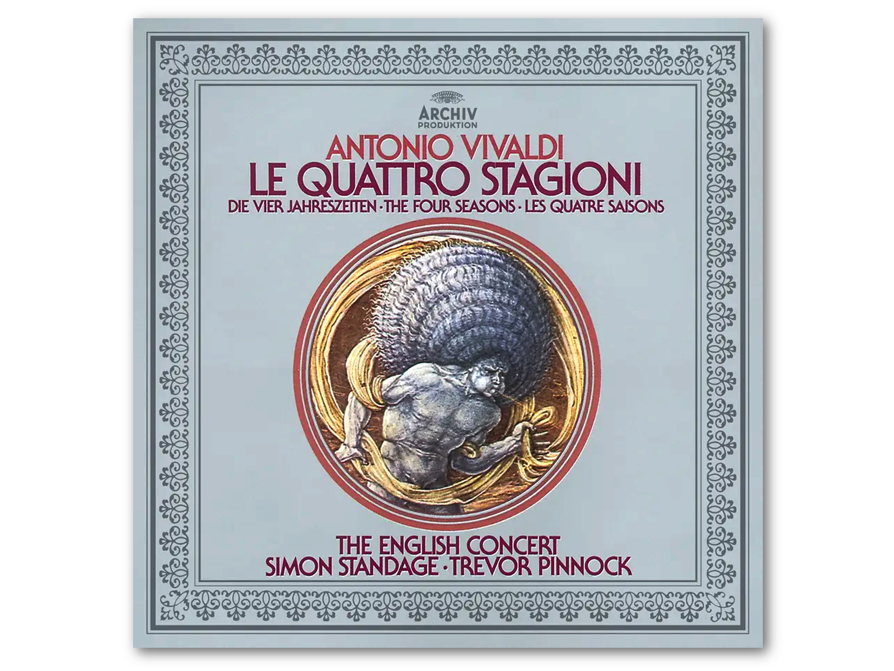 ARCHIV
PRODUKTION
ANTONIO VIVALDI
LE QUATTRO STAGIONI
DIE VIER JAHRESZEITEN · THE FOUR SEASONS · LES QUATRE SAISONS
THE ENGLISH CONCERT
SIMON STANDAGE · TREVOR PINNOCK